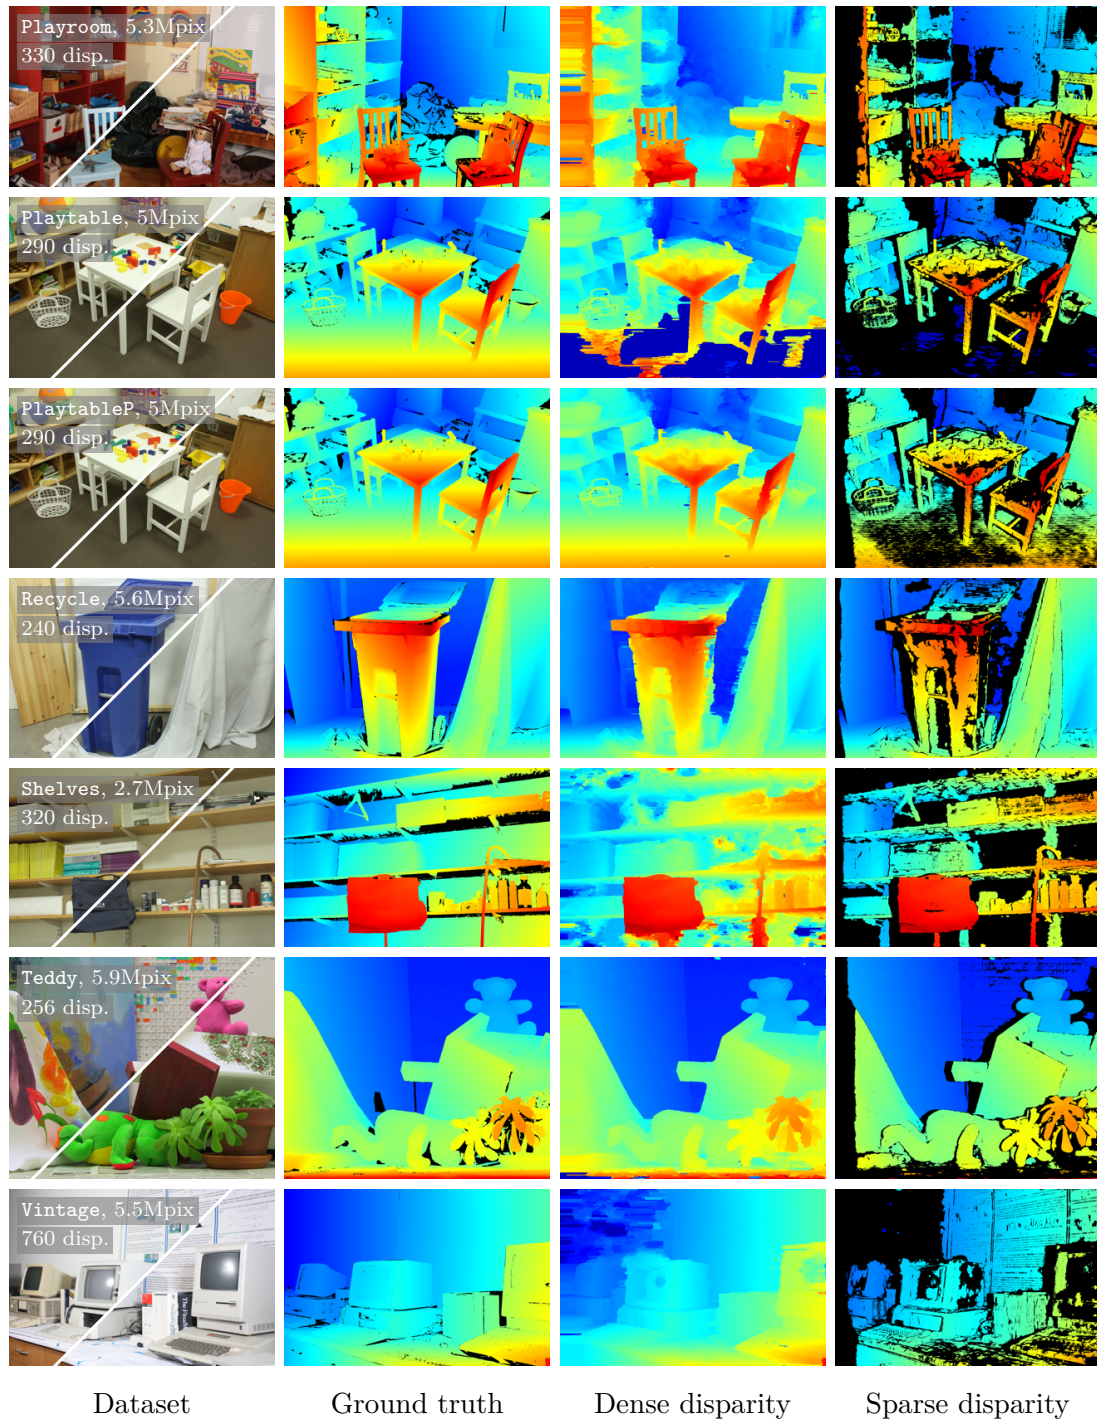 Playroom, 5.3Mpix
330 disp.
Playtable, 5Mpix
290 disp.
PlaytableP, 5Mpix
290 disp.
Recycle, 5.6Mpix
240 disp.
Shelves, 2.7Mpix
320 disp.
Teddy, 5.9Mpix
256 disp.
Vintage, 5.5Mpix
760 disp.
Dataset
Ground truth
Dense disparity
Sparse disparity